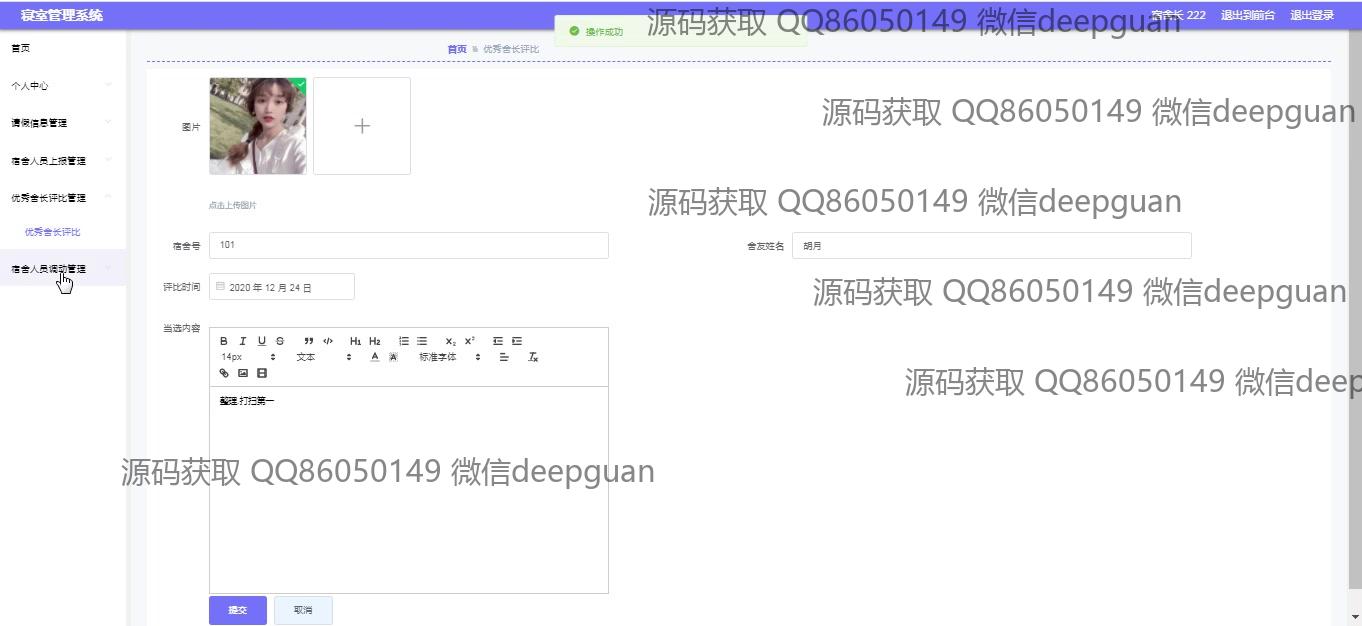 寝室管理系统
宿舍长 222 退出到前台 退出登录
操作成功
源码获取 QQ86050149 微信deepguan
首页 优秀舍长评比
首页
个人中心
请假信息管理
宿舍人员上报管理
优秀舍长评比管理
优秀舍长评比
宿舍人员调动管理
图片
源码获取 QQ86050149 微信deepguan
点击上传图片
源码获取 QQ86050149 微信deepguan
宿舍号 101
舍友姓名 胡月
评比时间 2020 年 12 月 24 日
源码获取 QQ86050149 微信deepguan
当选内容
B I U S H1 H2 X2 X2
14px 文本 A A 标准字体 Tx
源码获取 QQ86050149 微信deep
整理,打扫第一
源码获取 QQ86050149 微信deepguan
提交 取消